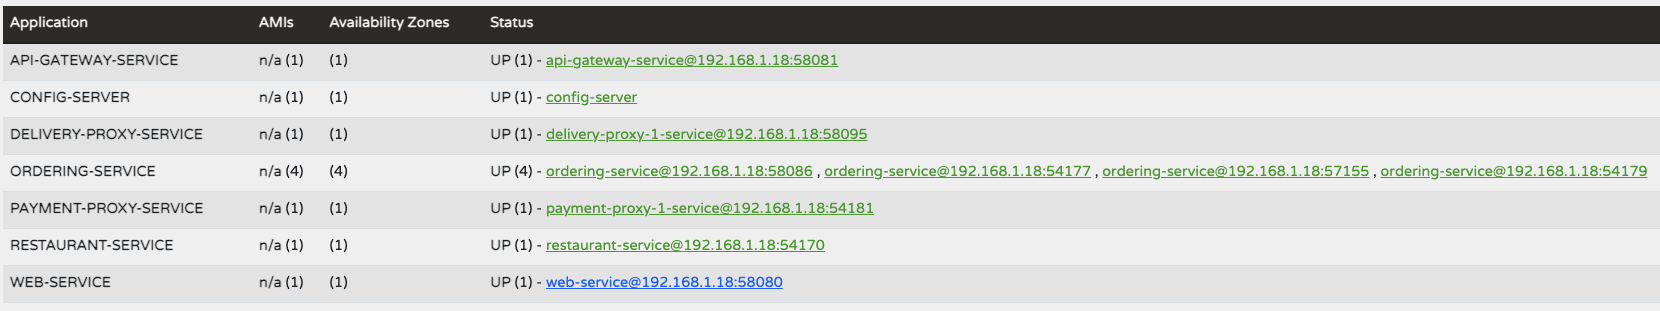 Application AMIs Availability Zones Status
API-GATEWAY-SERVICE n/a (1) (1) UP (1) - api-gateway-service@192.168.1.18:58081
CONFIG-SERVER n/a (1) (1) UP (1) - config-server
DELIVERY-PROXY-SERVICE n/a (1) (1) UP (1) - delivery-proxy-1-service@192.168.1.18:58095
ORDERING-SERVICE n/a (4) (4) UP (4) - ordering-service@192.168.1.18:58086 , ordering-service@192.168.1.18:54177 , ordering-service@192.168.1.18:57155 , ordering-service@192.168.1.18:54179
PAYMENT-PROXY-SERVICE n/a (1) (1) UP (1) - payment-proxy-1-service@192.168.1.18:54181
RESTAURANT-SERVICE n/a (1) (1) UP (1) - restaurant-service@192.168.1.18:54170
WEB-SERVICE n/a (1) (1) UP (1) - web-service@192.168.1.18:58080